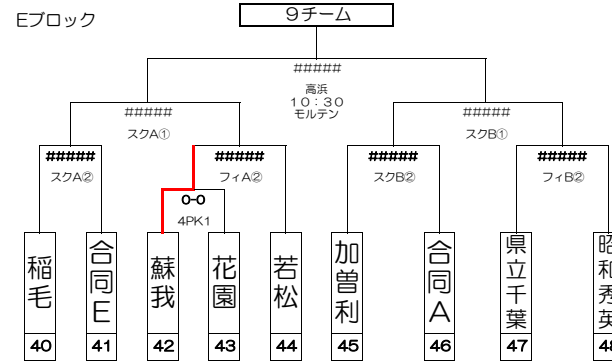 Eブロック
9チーム
#####
高浜
10:30
モルテン
#####
スクA①
#####
スクB①
#####
スクA②
#####
フィA②
#####
スクB②
#####
フィB②
0-0
4PK1
稲毛
合同E
蘇我
花園
若松
加曽利
合同A
県立千葉
昭和秀英
40
41
42
43
44
45
46
47
48